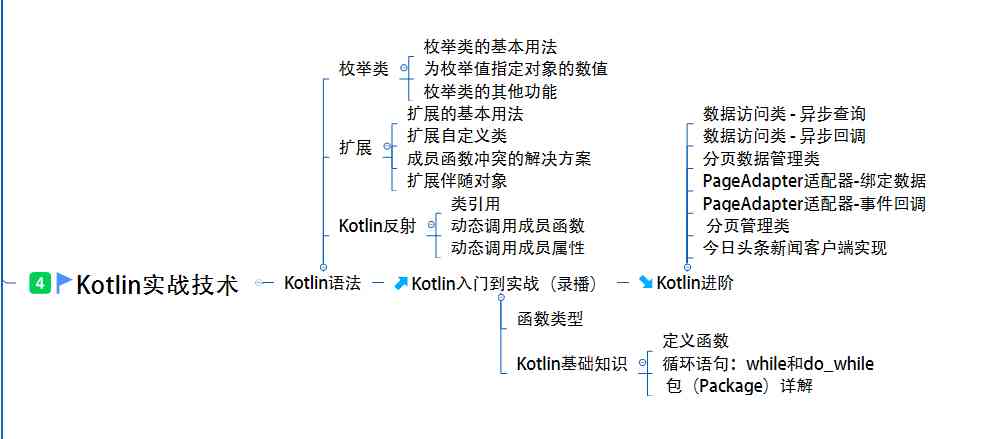 枚举类的基本用法
枚举类
为枚举值指定对象的数值
枚举类的其他功能
扩展的基本用法
扩展自定义类
扩展
成员函数冲突的解决方案
扩展伴随对象
类引用
Kotlin反射
动态调用成员函数
动态调用成员属性
数据访问类 - 异步查询
数据访问类 - 异步回调
分页数据管理类
PageAdapter适配器-绑定数据
PageAdapter适配器-事件回调
分页管理类
今日头条新闻客户端实现
4 Kotlin实战技术
Kotlin语法
Kotlin入门到实战（录播）
Kotlin进阶
函数类型
Kotlin基础知识
定义函数
循环语句：while和do_while
包（Package）详解